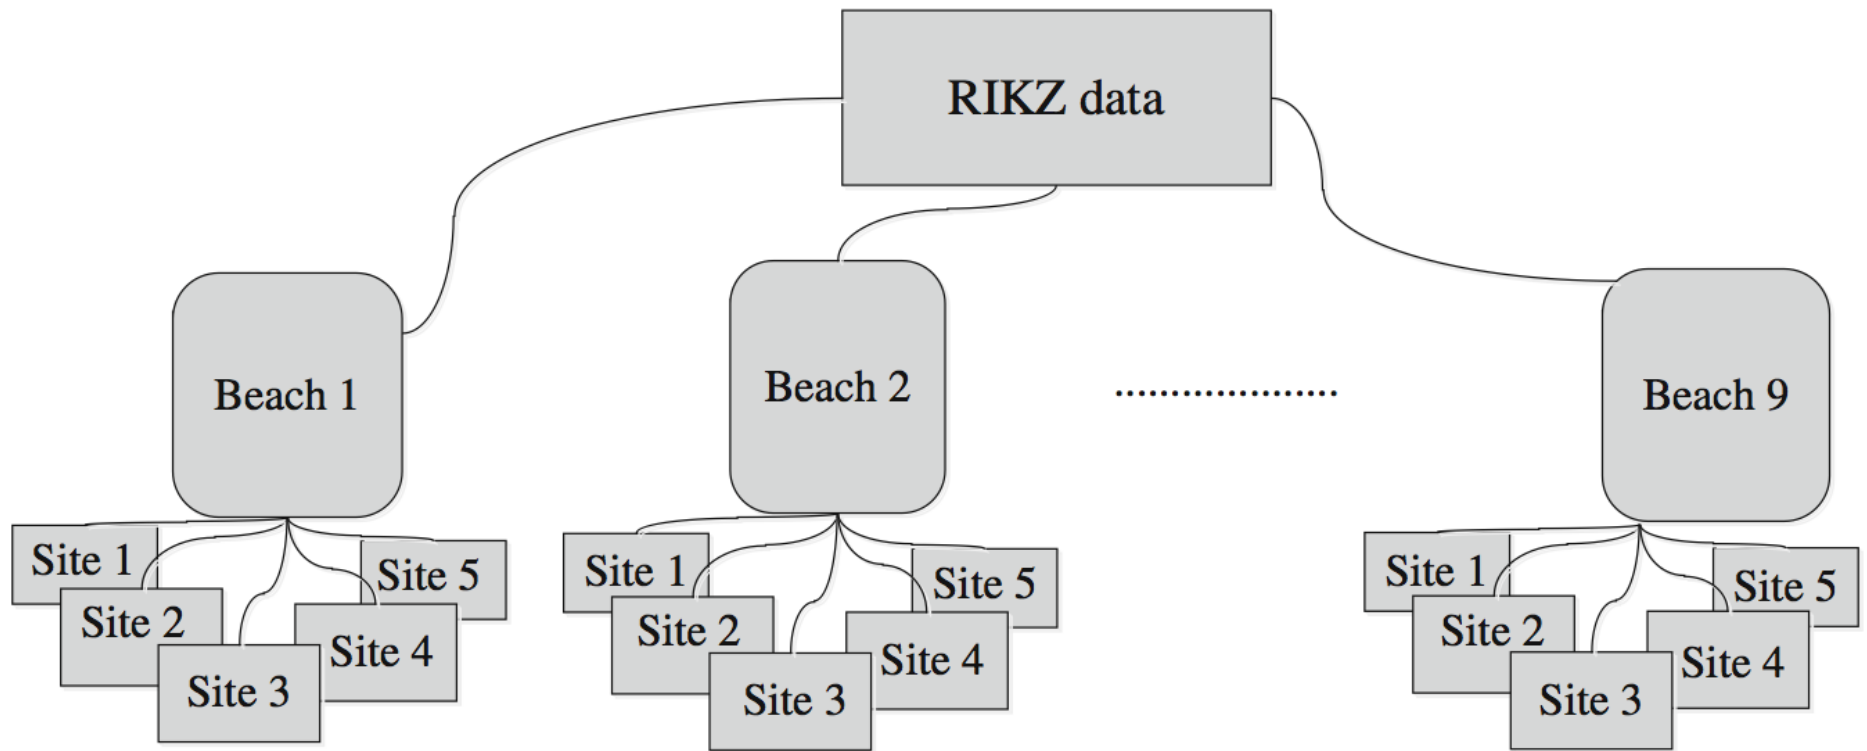 RIKZ data
Beach 1
Beach 2
....................
Beach 9
Site 1
Site 2
Site 3
Site 4
Site 5
Site 1
Site 2
Site 3
Site 4
Site 5
Site 1
Site 2
Site 3
Site 4
Site 5